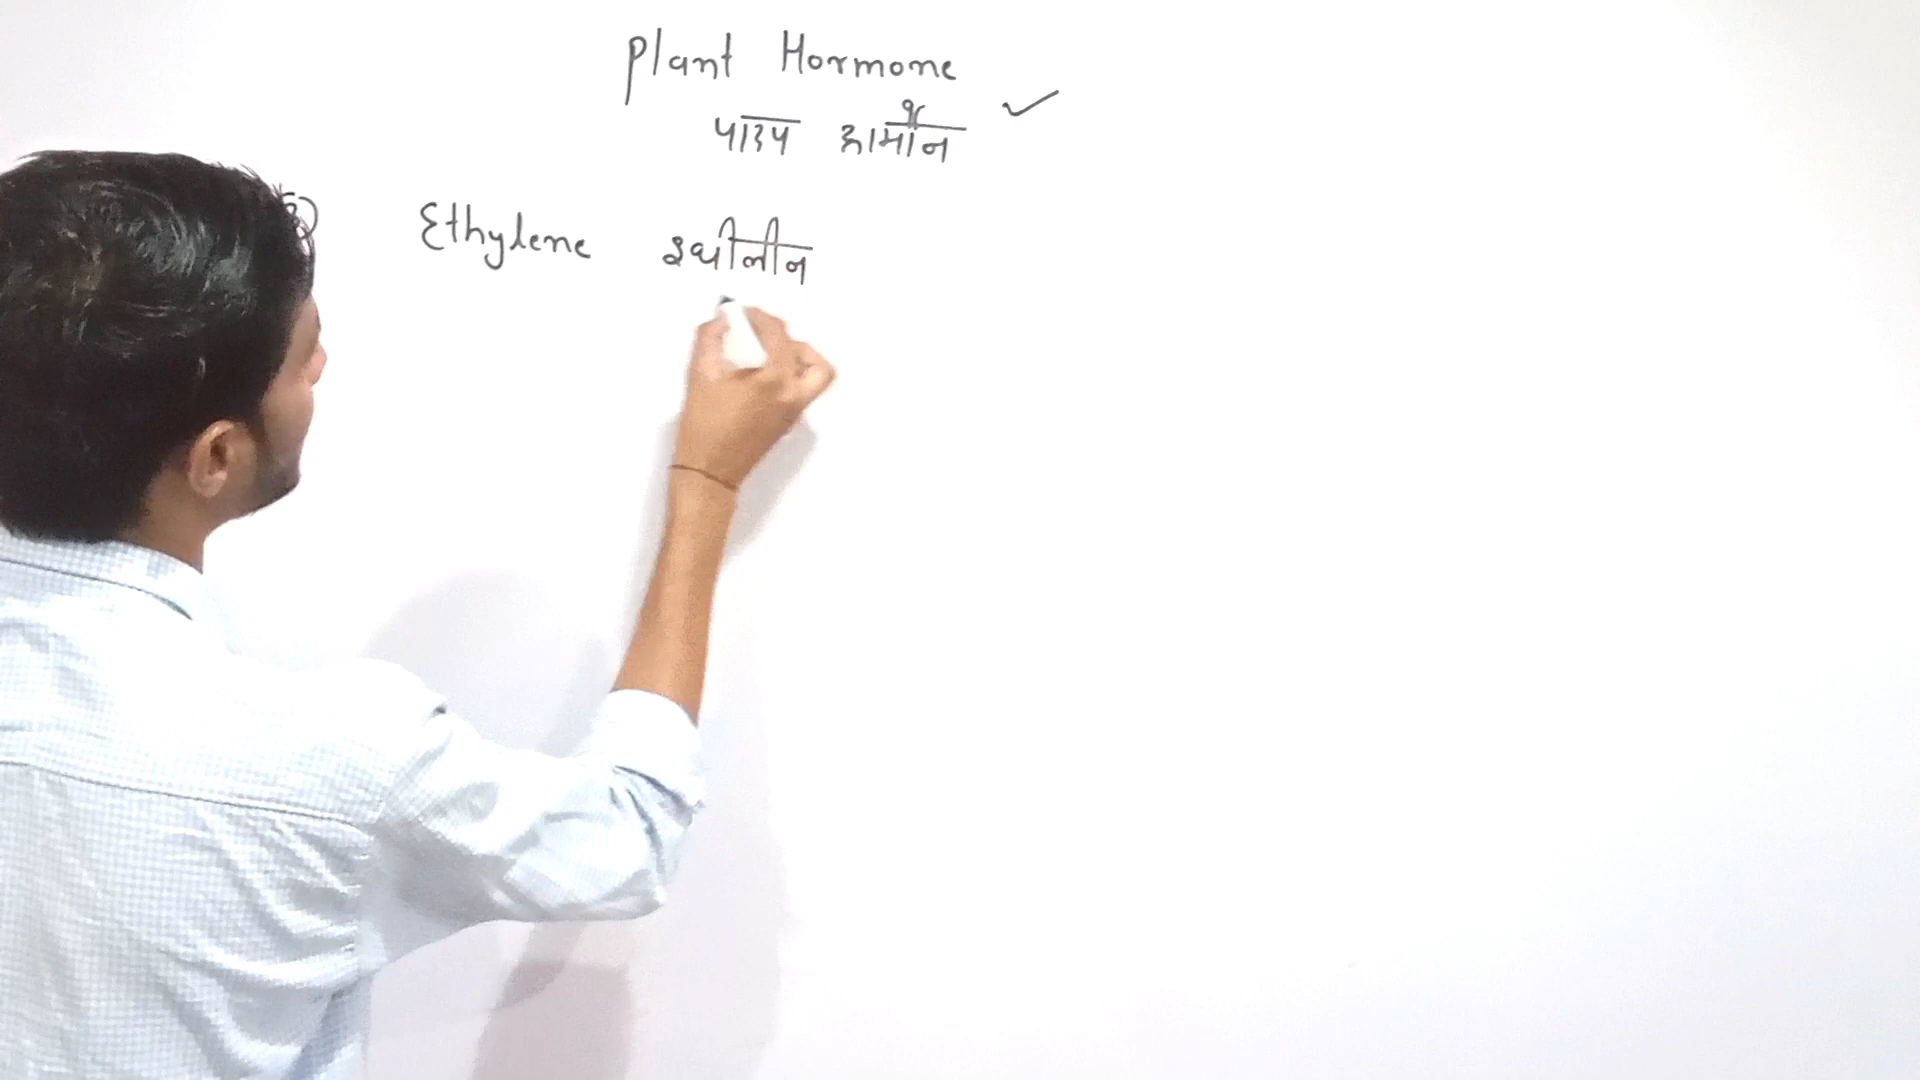 Plant Hormone
पादप हार्मोन ✓
Ethylene इथीलीन